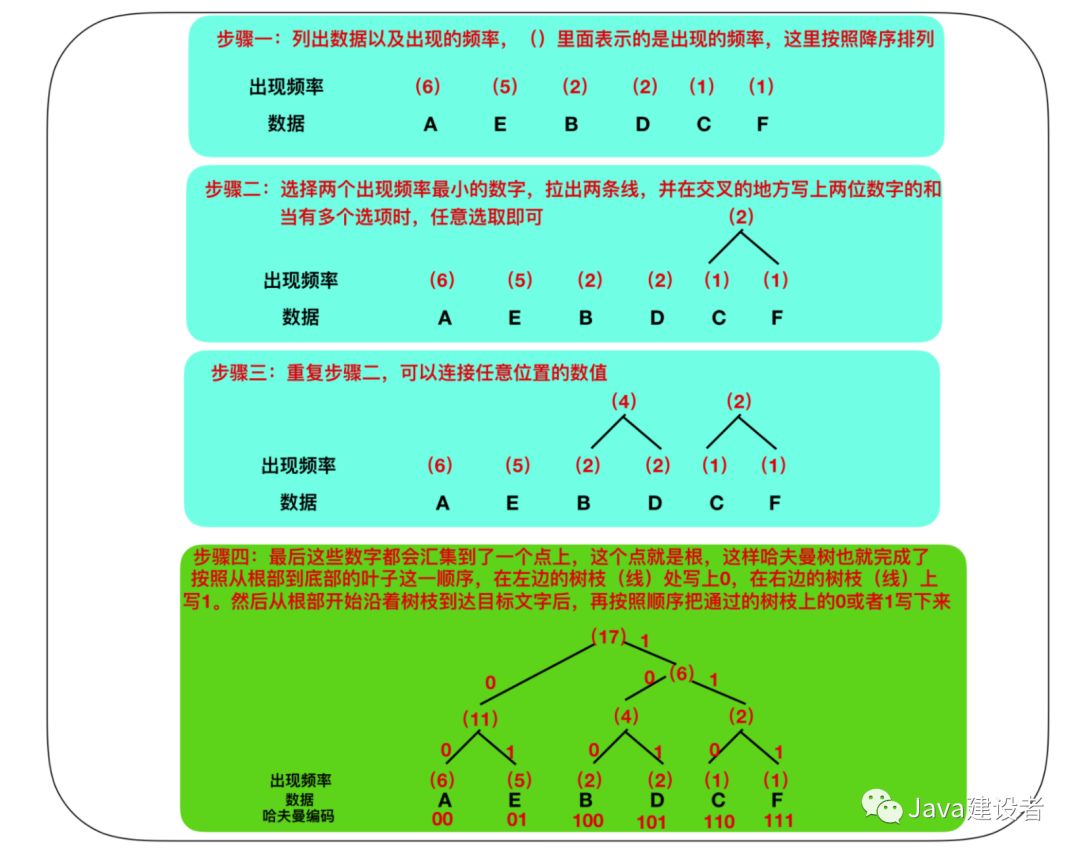 步骤一：列出数据以及出现的频率，（）里面表示的是出现的频率，这里按照降序排列
出现频率 (6) (5) (2) (2) (1) (1)
数据 A E B D C F
步骤二：选择两个出现频率最小的数字，拉出两条线，并在交叉的地方写上两位数字的和
当有多个选项时，任意选取即可 (2)
出现频率 (6) (5) (2) (2) (1) (1)
数据 A E B D C F
步骤三：重复步骤二，可以连接任意位置的数值
(4) (2)
出现频率 (6) (5) (2) (2) (1) (1)
数据 A E B D C F
步骤四：最后这些数字都会汇集到了一个点上，这个点就是根，这样哈夫曼树也就完成了
按照从根部到底部的叶子这一顺序，在左边的树枝（线）处写上0，在右边的树枝（线）上
写1。然后从根部开始沿着树枝到达目标文字后，再按照顺序把通过的树枝上的0或者1写下来
(17) 1
0 0 (6) 1
(11) (4) (2)
0 1 0 1 0 1
出现频率 (6) (5) (2) (2) (1) (1)
数据 A E B D C F
哈夫曼编码 00 01 100 101 110 111
Java建设者